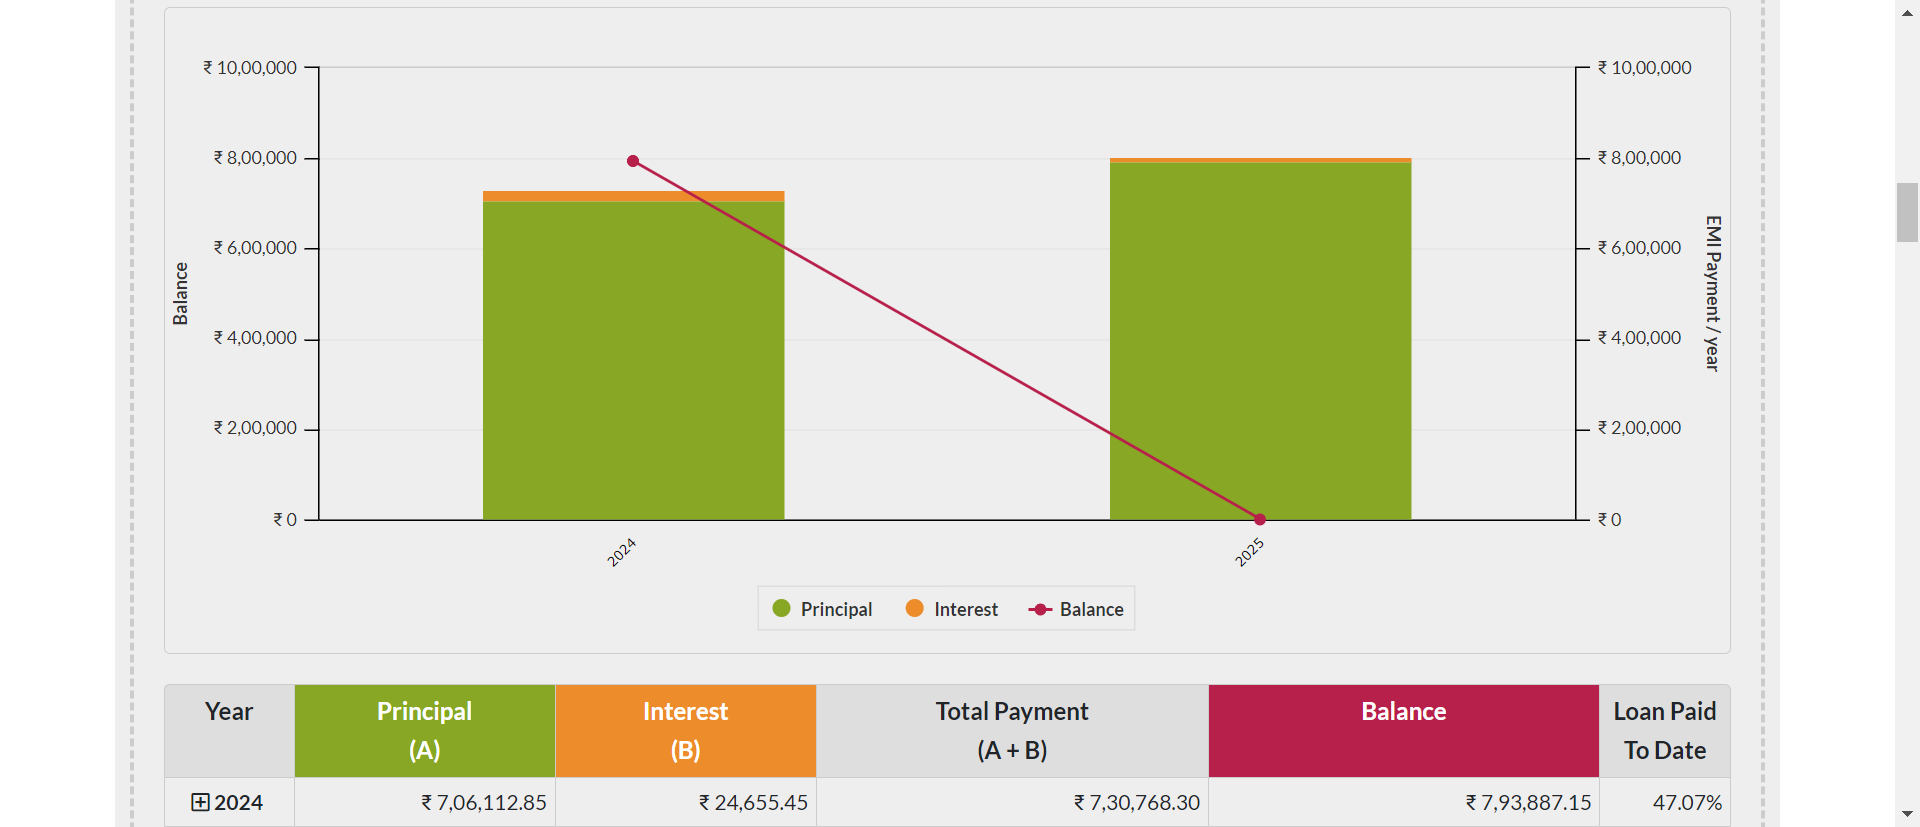 ₹ 10,00,000
₹ 8,00,000
₹ 6,00,000
₹ 4,00,000
₹ 2,00,000
₹ 0
Balance
₹ 10,00,000
₹ 8,00,000
₹ 6,00,000
₹ 4,00,000
₹ 2,00,000
₹ 0
EMI Payment / year
2024
2025
Principal Interest Balance
Year Principal Interest Total Payment Balance Loan Paid
(A) (B) (A + B) To Date
2024 ₹ 7,06,112.85 ₹ 24,655.45 ₹ 7,30,768.30 ₹ 7,93,887.15 47.07%